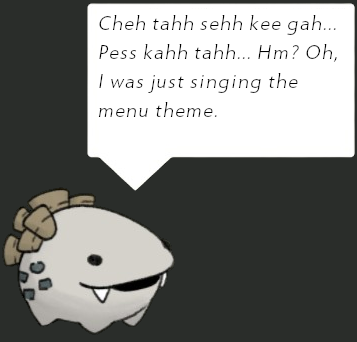 Cheh tahh sehh kee gah...
Pess kahh tahh... Hm? Oh,
I was just singing the
menu theme.